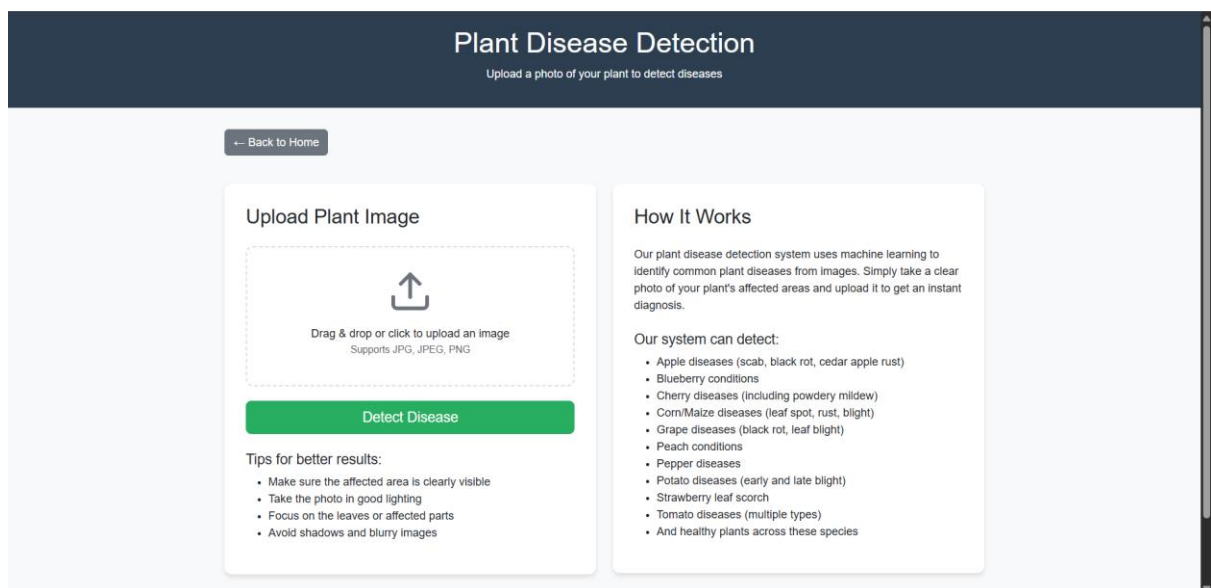 Plant Disease Detection
Upload a photo of your plant to detect diseases
← Back to Home
Upload Plant Image
Drag & drop or click to upload an image
Supports JPG, JPEG, PNG
Detect Disease
Tips for better results:
• Make sure the affected area is clearly visible
• Take the photo in good lighting
• Focus on the leaves or affected parts
• Avoid shadows and blurry images
How It Works
Our plant disease detection system uses machine learning to
identify common plant diseases from images. Simply take a clear
photo of your plant's affected areas and upload it to get an instant
diagnosis.
Our system can detect:
• Apple diseases (scab, black rot, cedar apple rust)
• Blueberry conditions
• Cherry diseases (including powdery mildew)
• Corn/Maize diseases (leaf spot, rust, blight)
• Grape diseases (black rot, leaf blight)
• Peach conditions
• Pepper diseases
• Potato diseases (early and late blight)
• Strawberry leaf scorch
• Tomato diseases (multiple types)
• And healthy plants across these species